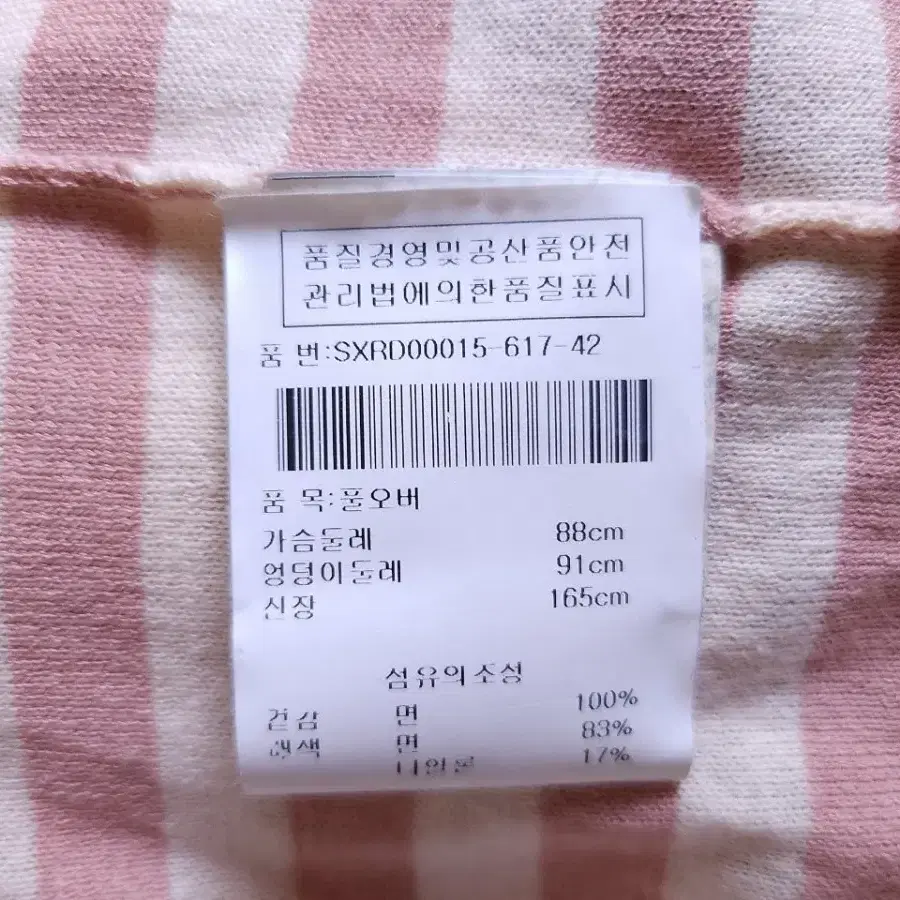 품질경영및공산품안전
관리법에의한품질표시
품 번:SXRD00015-617-42
품 목:풀오버
가슴둘레 88cm
엉덩이둘레 91cm
신장 165cm
섬유의조성
겉감 면 100%
배색 면 83%
나일론 17%